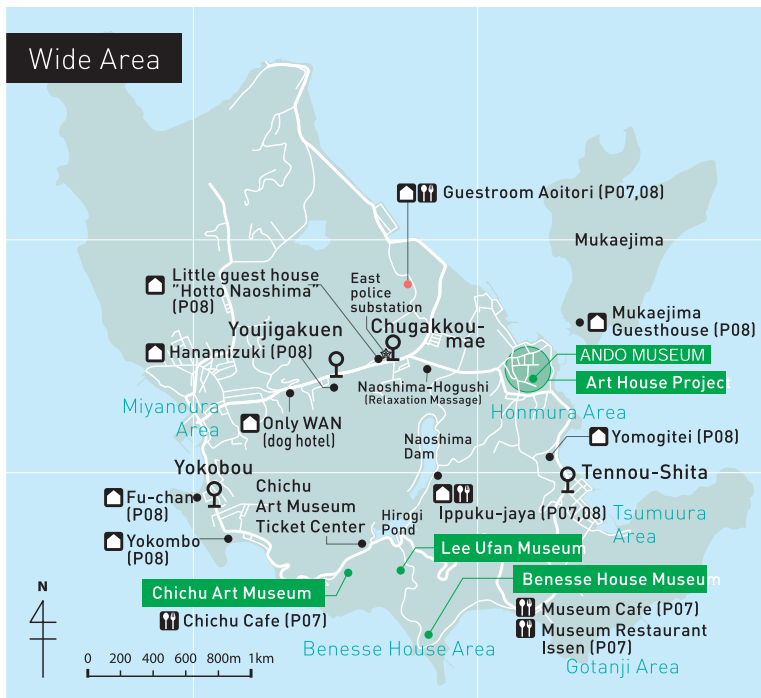 Wide Area
Guestroom Aoitori (P07,08)
Mukaejima
Little guest house
"Hotto Naoshima"
(P08)
East
police
substation
Mukaejima
Guesthouse (P08)
Youjigakuen
Chugakkou-
mae
Hanamizuki (P08)
ANDO MUSEUM
Art House Project
Naoshima-Hogushi
(Relaxation Massage)
Miyanoura
Area
Honmura Area
Only WAN
(dog hotel)
Naoshima
Dam
Yomogitei (P08)
Yokobou
Tennou-Shita
Fu-chan
(P08)
Chichu
Art Museum
Ticket Center
Ippuku-jaya (P07,08)
Hirogi
Pond
Tsumuura
Area
Yokombo
(P08)
Lee Ufan Museum
Chichu Art Museum
Benesse House Museum
Chichu Cafe (P07)
Museum Cafe (P07)
Museum Restaurant
Issen (P07)
Benesse House Area
Gotanji Area
N
0 200 400 600 800m 1km